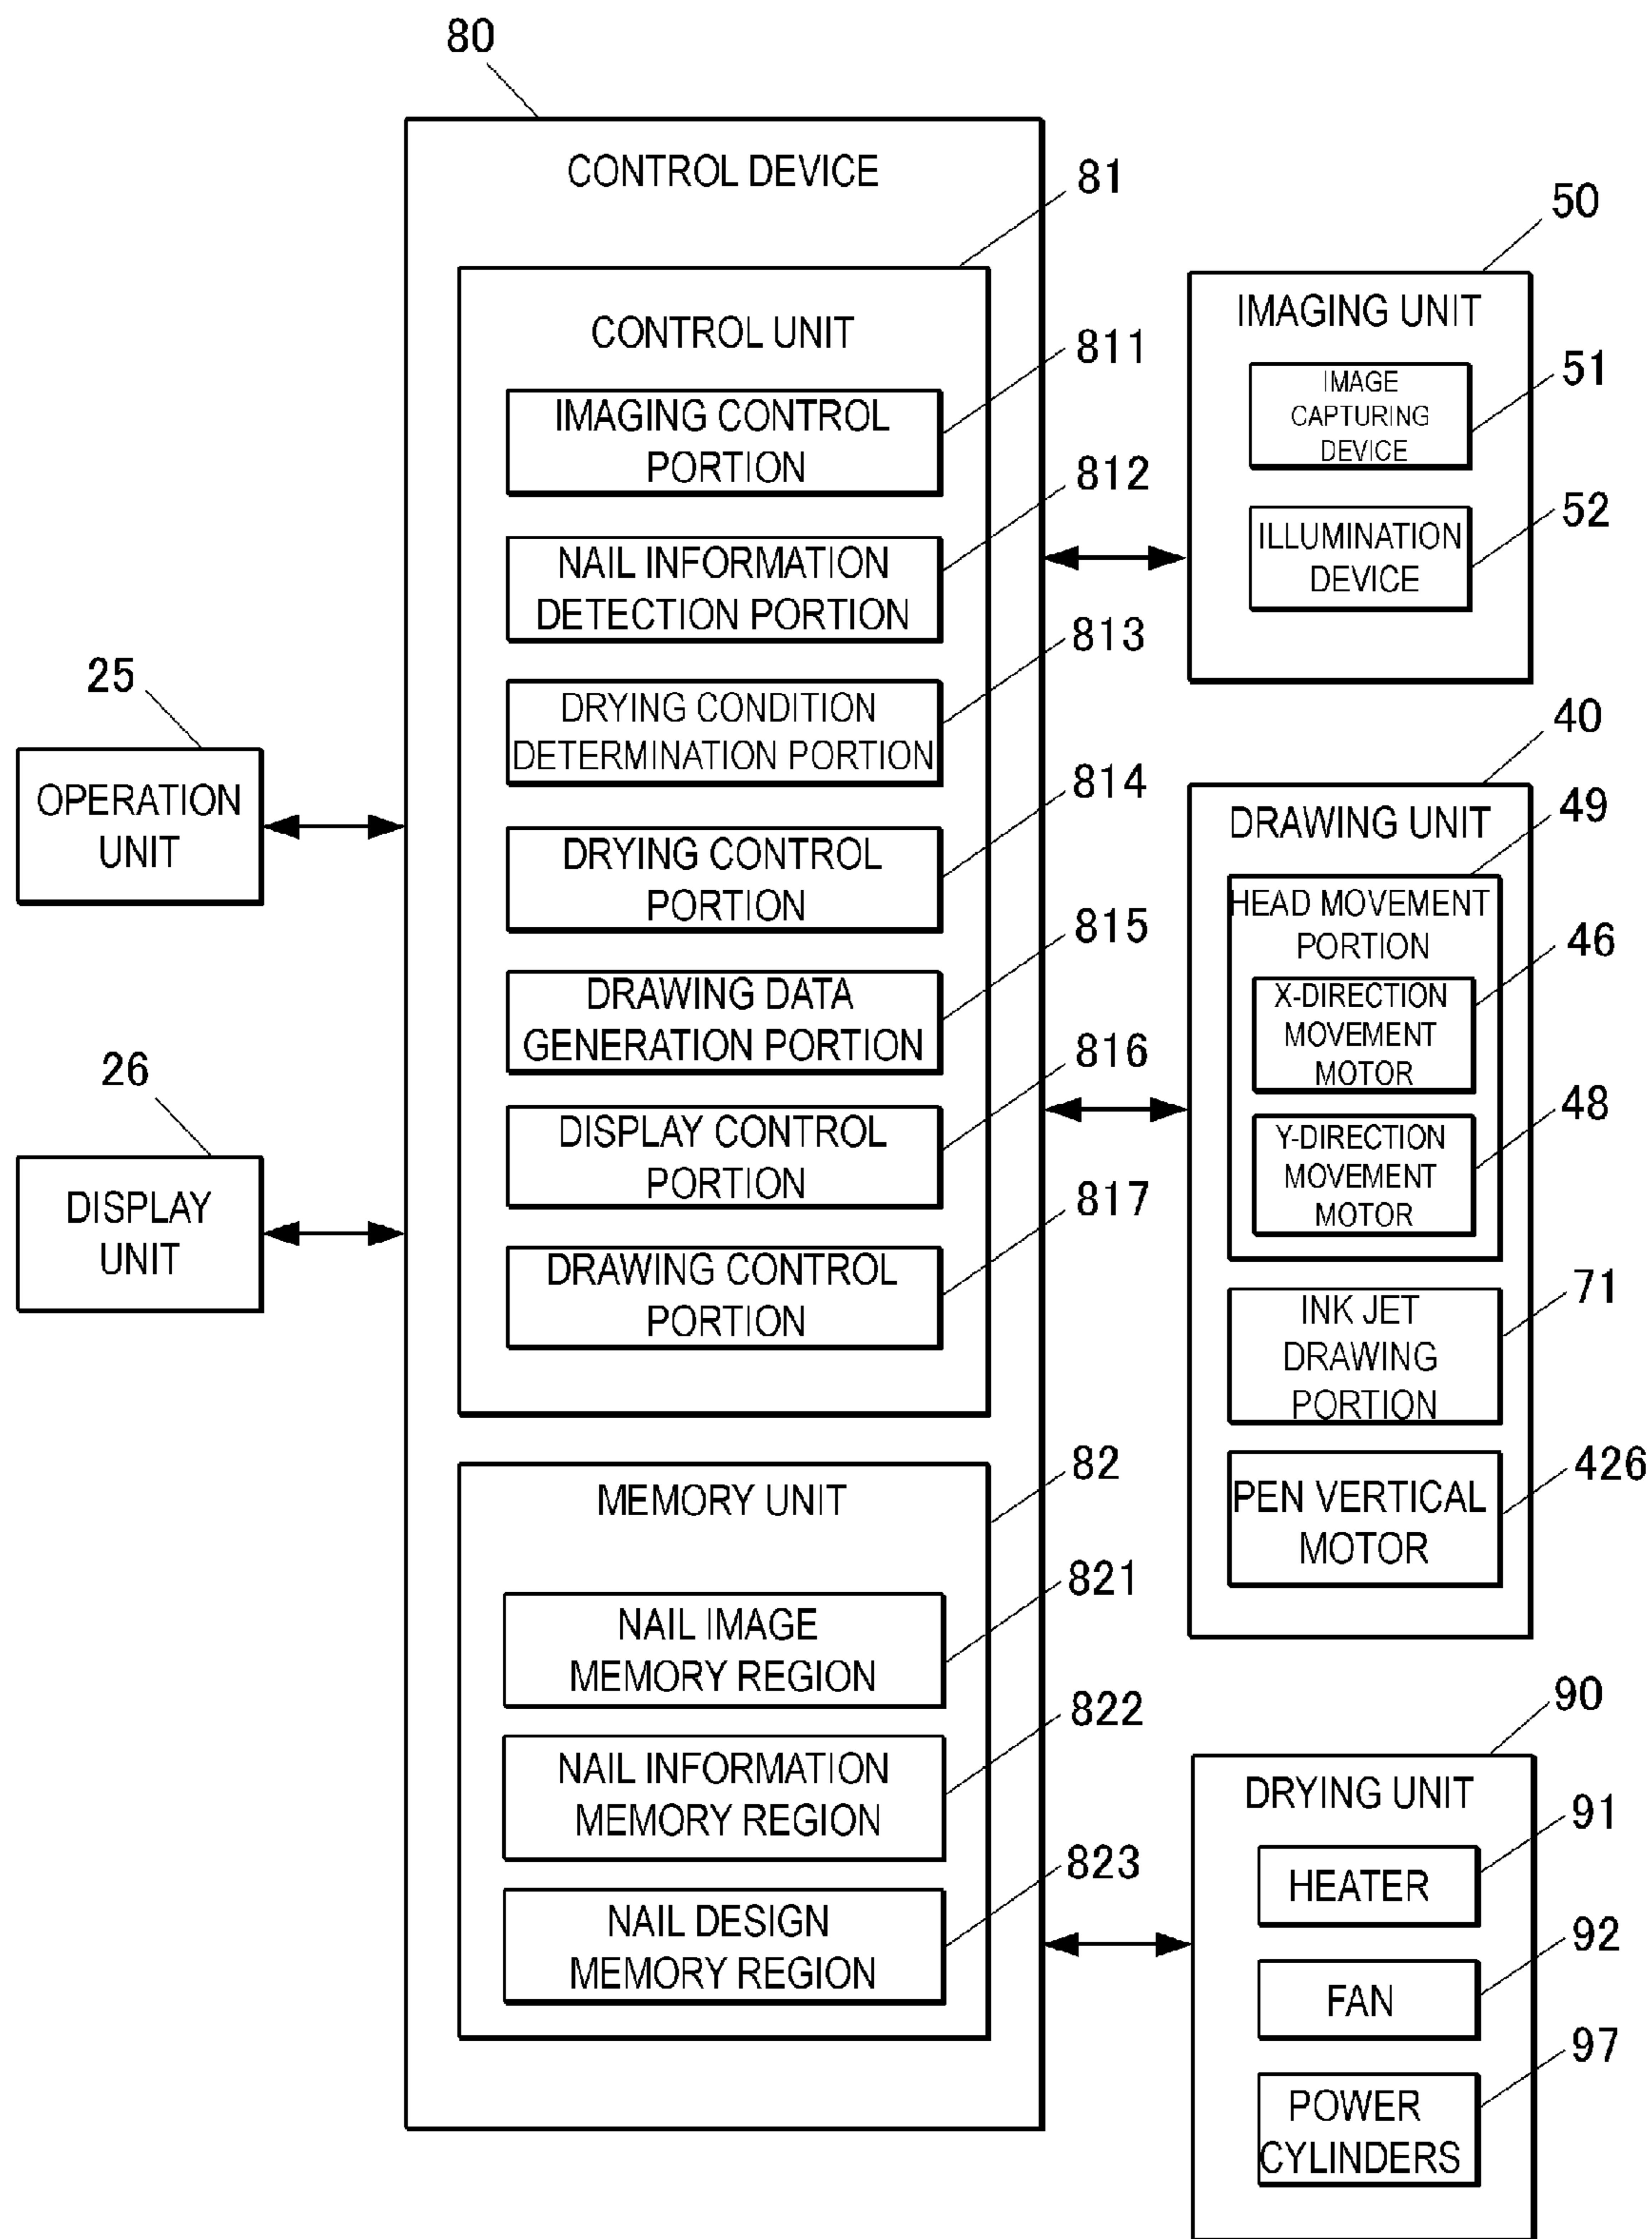 80
CONTROL DEVICE
81
CONTROL UNIT
811
IMAGING CONTROL
PORTION
812
NAIL INFORMATION
DETECTION PORTION
813
DRYING CONDITION
DETERMINATION PORTION
814
DRYING CONTROL
PORTION
815
DRAWING DATA
GENERATION PORTION
816
DISPLAY CONTROL
PORTION
817
DRAWING CONTROL
PORTION
82
MEMORY UNIT
821
NAIL IMAGE
MEMORY REGION
822
NAIL INFORMATION
MEMORY REGION
823
NAIL DESIGN
MEMORY REGION
25
OPERATION
UNIT
26
DISPLAY
UNIT
50
IMAGING UNIT
51
IMAGE
CAPTURING
DEVICE
52
ILLUMINATION
DEVICE
40
DRAWING UNIT
49
HEAD MOVEMENT
PORTION
46
X-DIRECTION
MOVEMENT
MOTOR
48
Y-DIRECTION
MOVEMENT
MOTOR
71
INK JET
DRAWING
PORTION
426
PEN VERTICAL
MOTOR
90
DRYING UNIT
91
HEATER
92
FAN
97
POWER
CYLINDERS